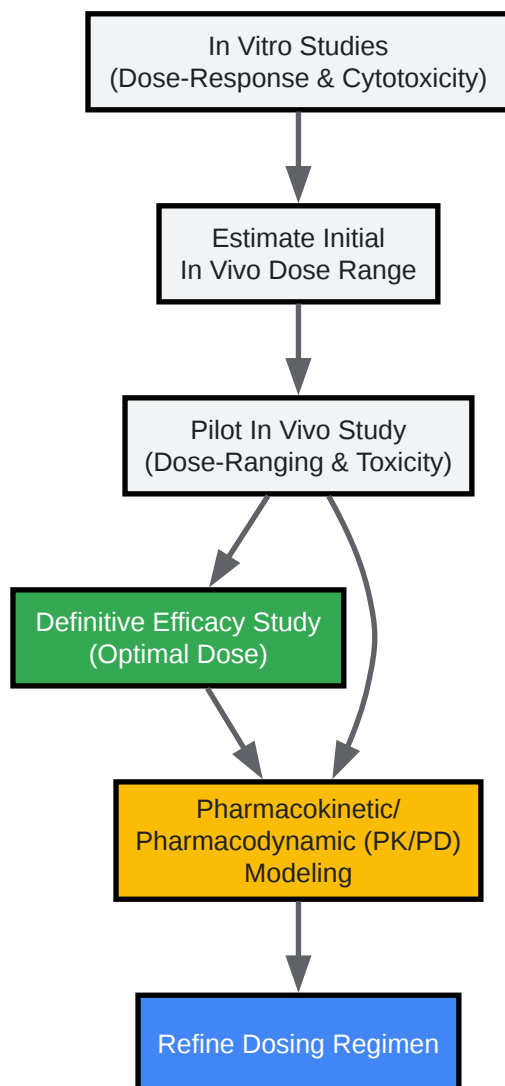 In Vitro Studies
(Dose-Response & Cytotoxicity)
Estimate Initial
In Vivo Dose Range
Pilot In Vivo Study
(Dose-Ranging & Toxicity)
Definitive Efficacy Study
(Optimal Dose)
Pharmacokinetic/
Pharmacodynamic (PK/PD)
Modeling
Refine Dosing Regimen